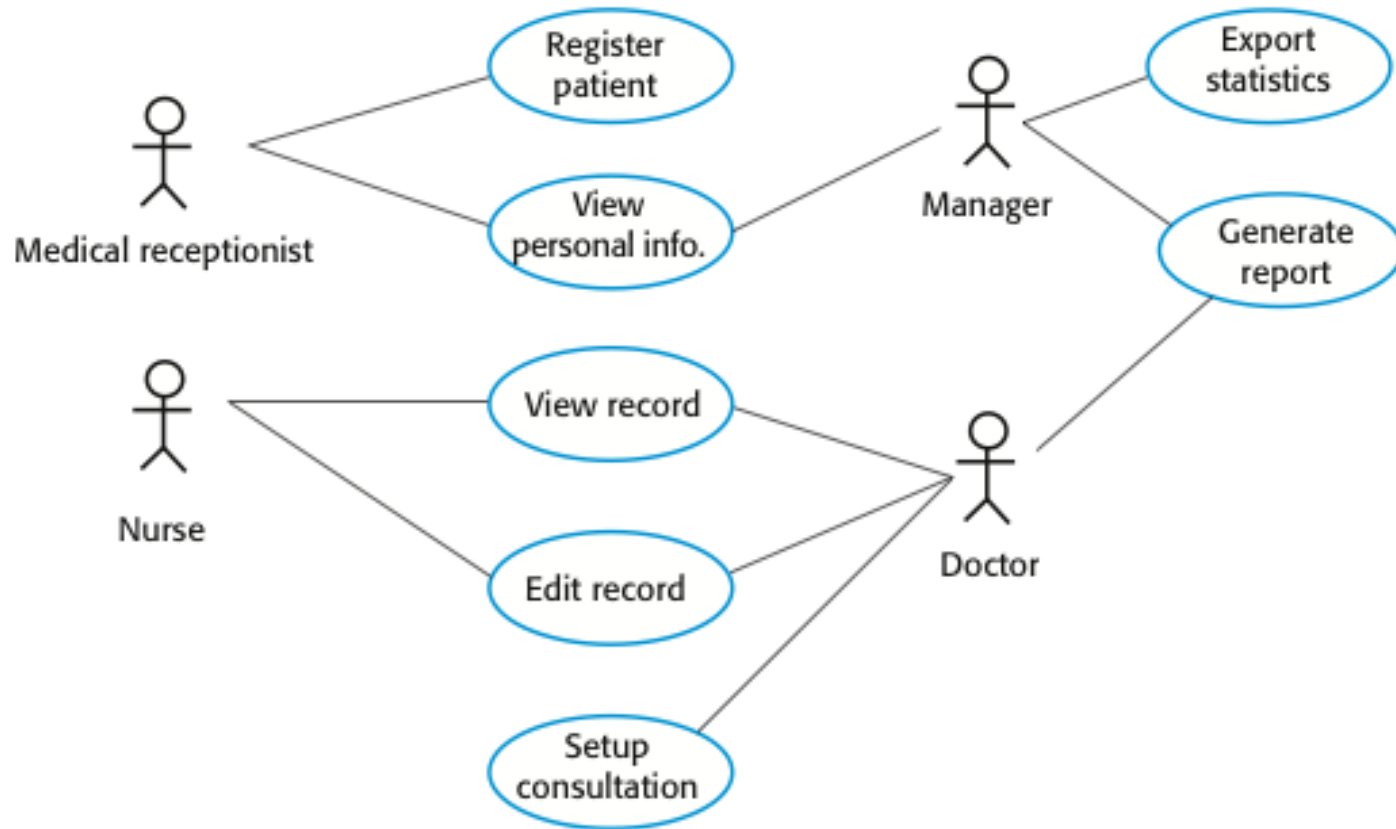 Register
patient
Export
statistics
Medical receptionist
View
personal info.
Manager
Generate
report
View record
Nurse
Edit record
Doctor
Setup
consultation